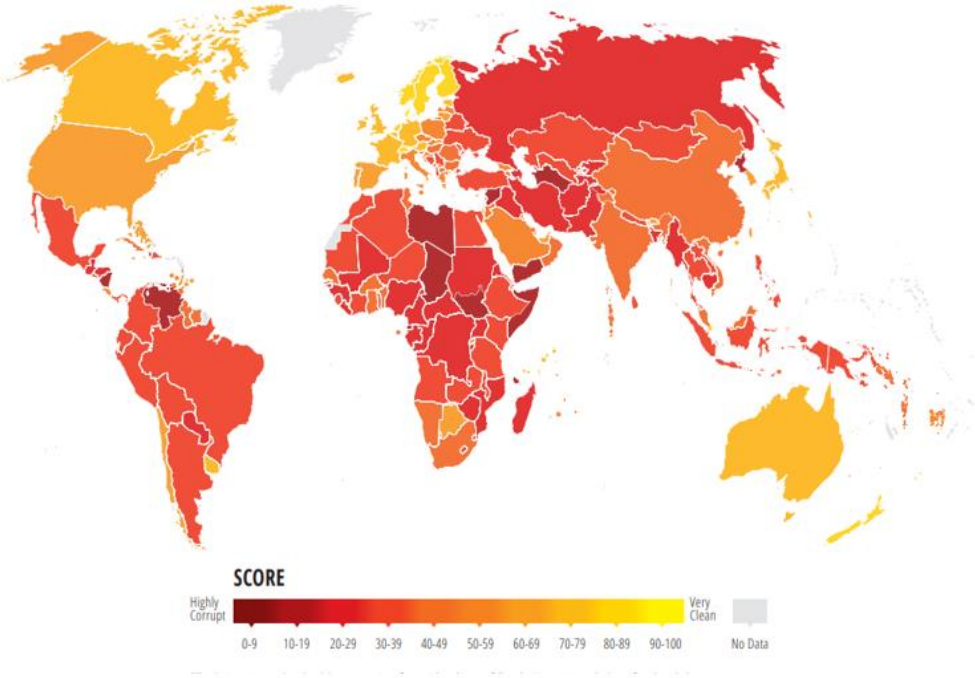 SCORE
Highly
Corrupt
Very
Clean
0-9 10-19 20-29 30-39 40-49 50-59 60-69 70-79 80-89 90-100 No Data